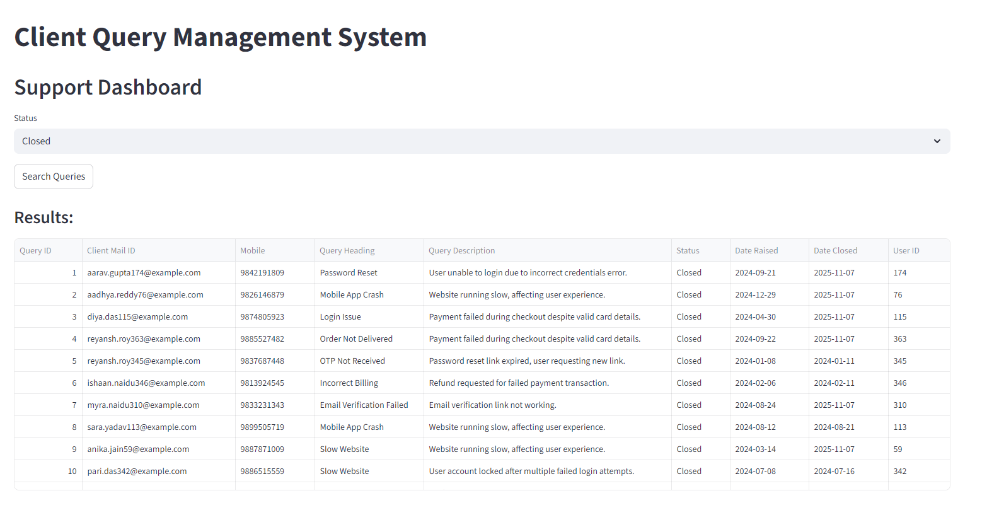 Client Query Management System
Support Dashboard
Status
Closed
Search Queries
Results:
Query ID Client Mail ID Mobile Query Heading Query Description Status Date Raised Date Closed User ID
1 aarav.gupta174@example.com 9842191809 Password Reset User unable to login due to incorrect credentials error. Closed 2024-09-21 2025-11-07 174
2 aadhya.reddy76@example.com 9826146879 Mobile App Crash Website running slow, affecting user experience. Closed 2024-12-29 2025-11-07 76
3 diya.das115@example.com 9874805923 Login Issue Payment failed during checkout despite valid card details. Closed 2024-04-30 2025-11-07 115
4 reyansh.roy363@example.com 9885527482 Order Not Delivered Payment failed during checkout despite valid card details. Closed 2024-09-22 2025-11-07 363
5 reyansh.roy345@example.com 9837687448 OTP Not Received Password reset link expired, user requesting new link. Closed 2024-01-08 2024-01-11 345
6 ishaan.naidu346@example.com 9813924545 Incorrect Billing Refund requested for failed payment transaction. Closed 2024-02-06 2024-02-11 346
7 myra.naidu310@example.com 9833231343 Email Verification Failed Email verification link not working. Closed 2024-08-24 2025-11-07 310
8 sara.yadav113@example.com 9899505719 Mobile App Crash Website running slow, affecting user experience. Closed 2024-08-12 2024-08-21 113
9 anika.jain59@example.com 9887871009 Slow Website Website running slow, affecting user experience. Closed 2024-03-14 2025-11-07 59
10 pari.das342@example.com 9886515559 Slow Website User account locked after multiple failed login attempts. Closed 2024-07-08 2024-07-16 342